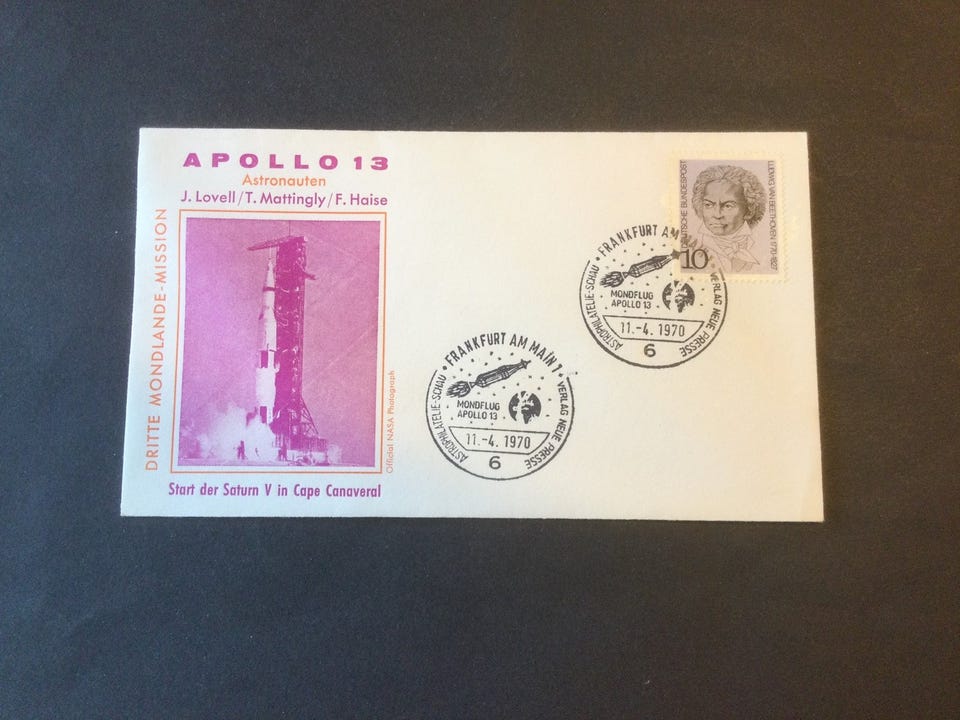 APOLLO 13
Astronauten
J. Lovell/T. Mattingly/F. Haise
DRITTE MONDLANDE-MISSION
Official NASA Photograph
Start der Saturn V in Cape Canaveral
• FRANKFURT AM MAIN 1 •
ASTROPHILATELIE-SCHAU
VERLAG NEUE PRESSE
MONDFLUG
APOLLO 13
11.-4. 1970
6
• FRANKFURT AM MAIN
ASTROPHILATELIE-SCHAU
VERLAG NEUE PRESSE
MONDFLUG
APOLLO 13
11.-4. 1970
6
DEUTSCHE BUNDESPOST
LUDWIG VAN BEETHOVEN 1770-1827
10